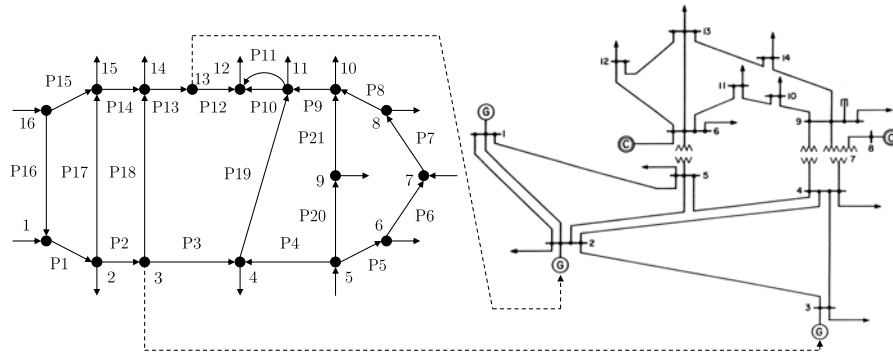 P11
15 14 13 12 11 10
P15 P14 P13 P12 P10 P9 P8
16 8
P16 P17 P18 P19 P21 P7
9 7
P20 P6
1 6
P1 P2 P3 P4 P5
2 3 4 5
13
12 14
11 10
G
1
C 6 9
7 8 C
5 4
2
G
3
G